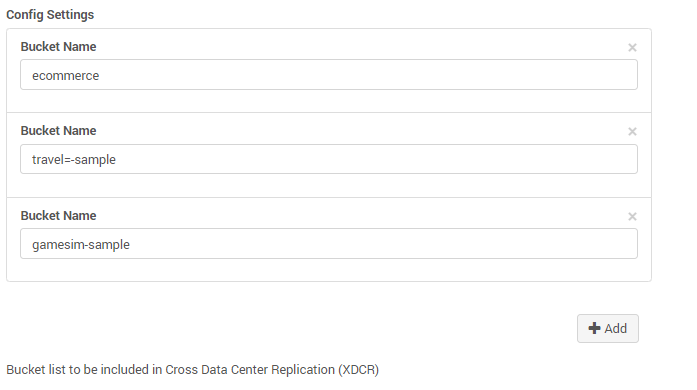 Config Settings
Bucket Name
ecommerce
Bucket Name
travel=-sample
Bucket Name
gamesim-sample
Add
Bucket list to be included in Cross Data Center Replication (XDCR)